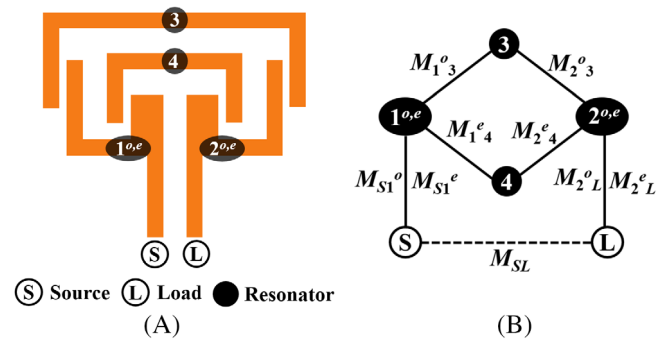 3
4
1o,e 2o,e
S L
S Source L Load Resonator
(A)
3
M1o3 M2o3
1o,e 2o,e
M1e4 M2e4
4
MS1o MS1e M2oL M2eL
S L
MSL
(B)